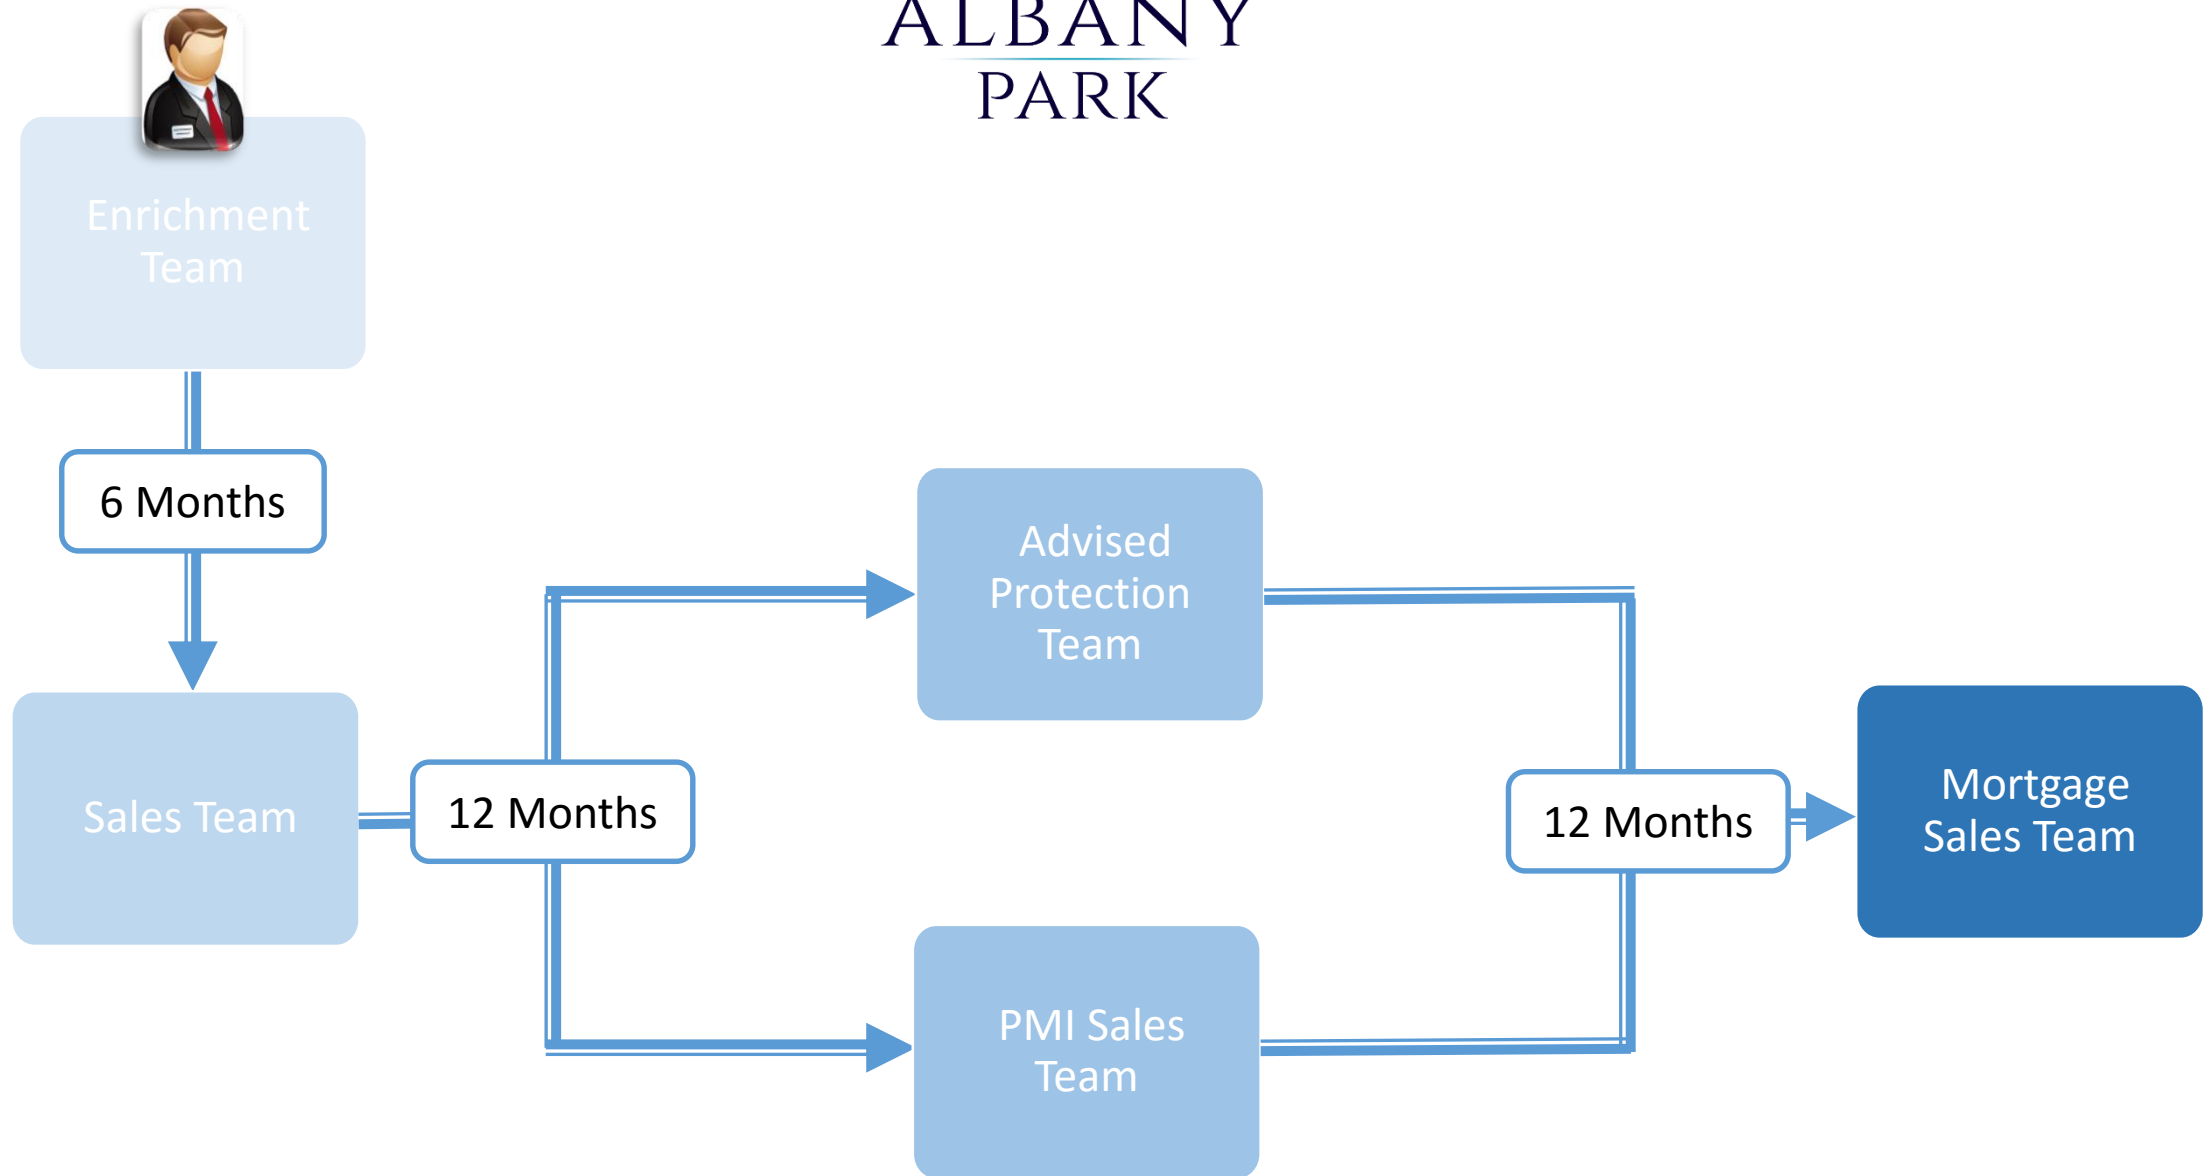 ALBANY
PARK
Enrichment
Team
6 Months
Sales Team
12 Months
Advised
Protection
Team
PMI Sales
Team
12 Months
Mortgage
Sales Team